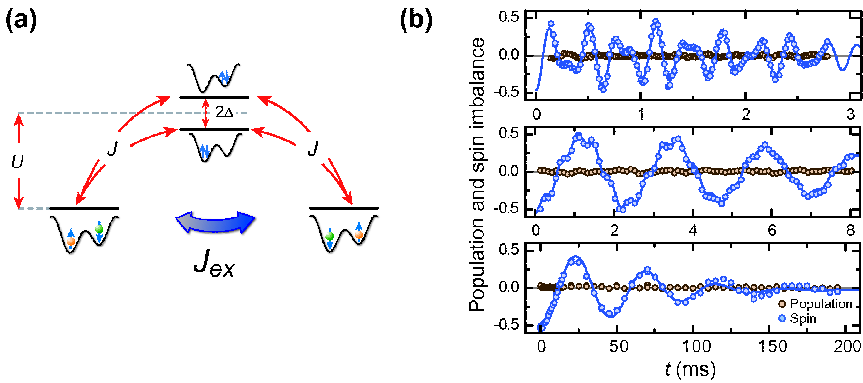 (a)
2Δ
U
J
J
J_ex
(b)
Population and spin imbalance
0.5
0.0
-0.5
0
1
2
3
0.5
0.0
-0.5
0
2
4
6
8
0.5
0.0
-0.5
Population
Spin
0
50
100
150
200
t (ms)